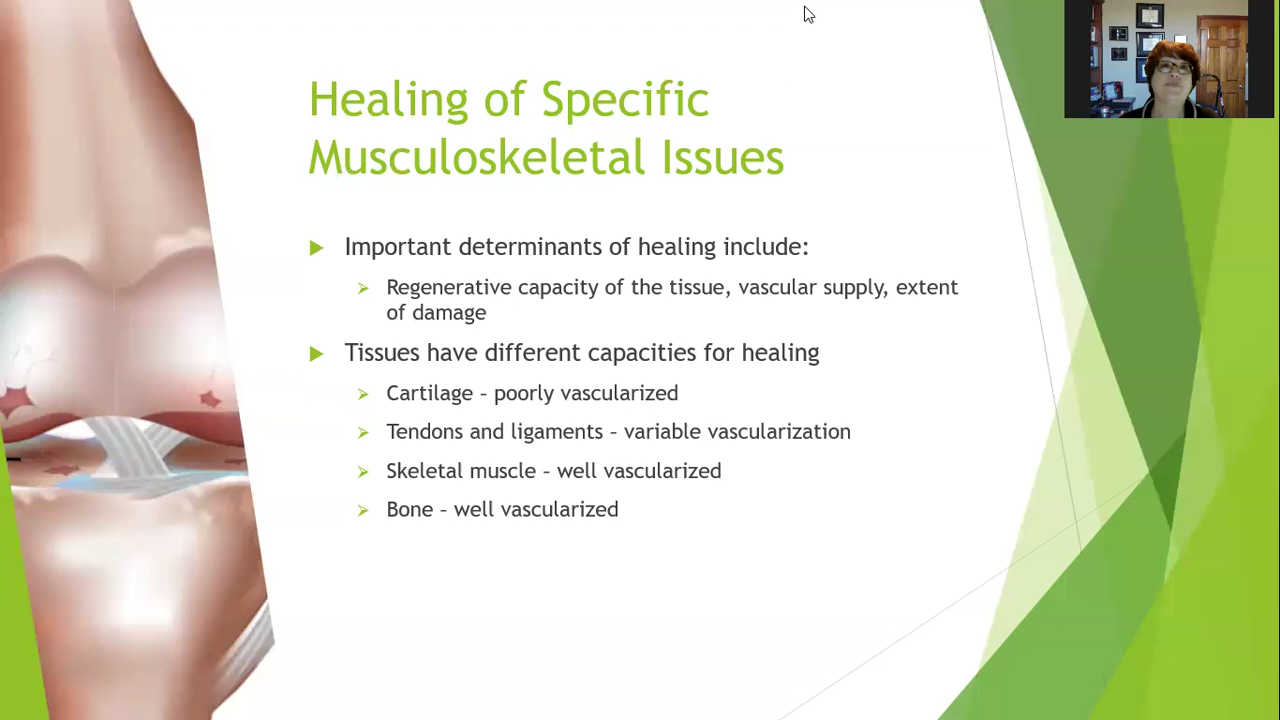 Healing of Specific
Musculoskeletal Issues
Important determinants of healing include:
Regenerative capacity of the tissue, vascular supply, extent
of damage
Tissues have different capacities for healing
Cartilage – poorly vascularized
Tendons and ligaments – variable vascularization
Skeletal muscle – well vascularized
Bone – well vascularized